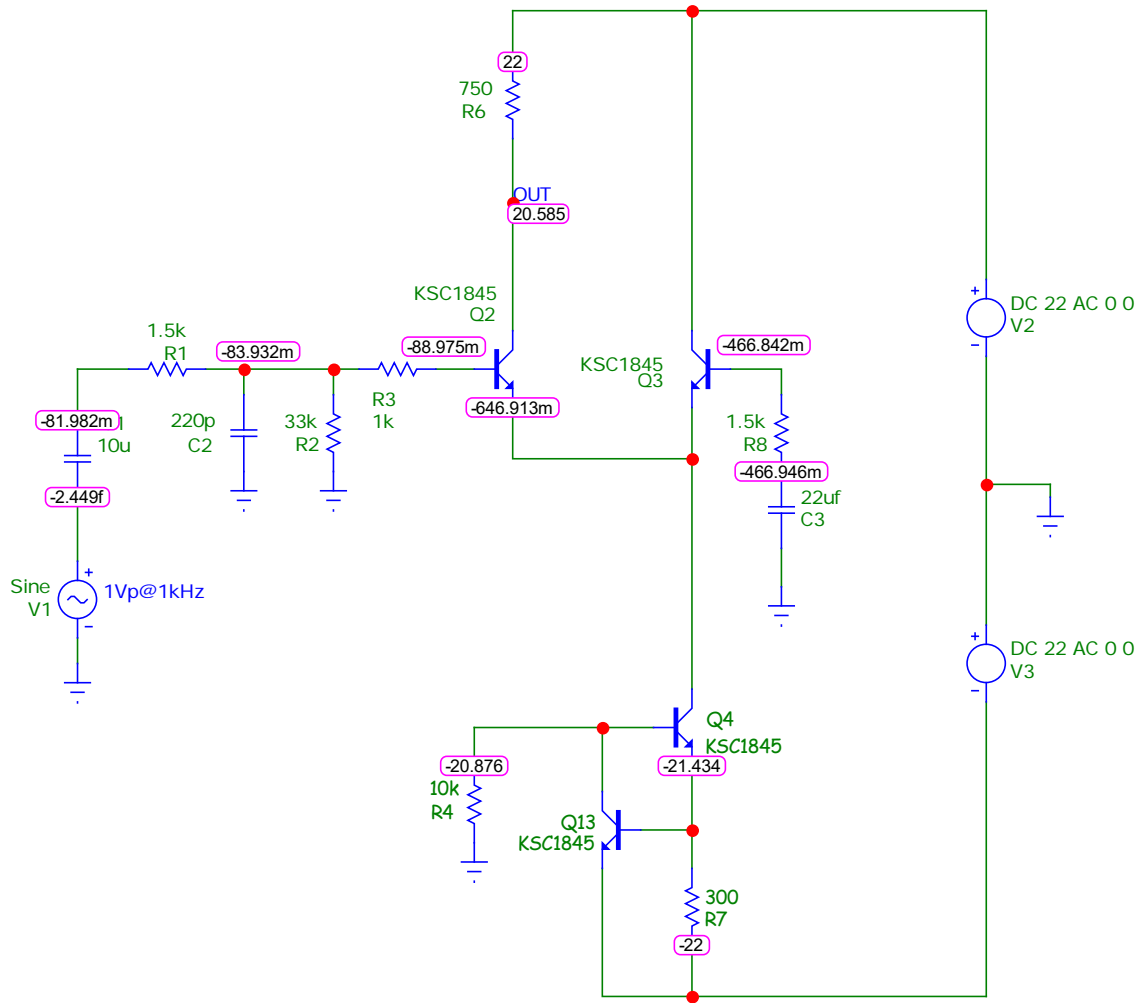 22
750
R6
OUT
20.585
KSC1845
Q2
1.5k
R1
-83.932m
-88.975m
-466.842m
KSC1845
Q3
DC 22 AC 0 0
V2
-81.982m
10u
220p
C2
33k
R2
R3
1k
-646.913m
1.5k
R8
-466.946m
-2.449f
22uf
C3
Sine
V1
1Vp@1kHz
DC 22 AC 0 0
V3
Q4
KSC1845
-20.876
-21.434
10k
R4
Q13
KSC1845
300
R7
-22